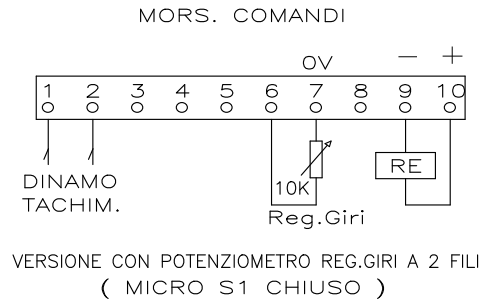 MORS. COMANDI
0V − +
1 2 3 4 5 6 7 8 9 10
RE
10K
DINAMO
TACHIM.
Reg.Giri
VERSIONE CON POTENZIOMETRO REG.GIRI A 2 FILI
( MICRO S1 CHIUSO )